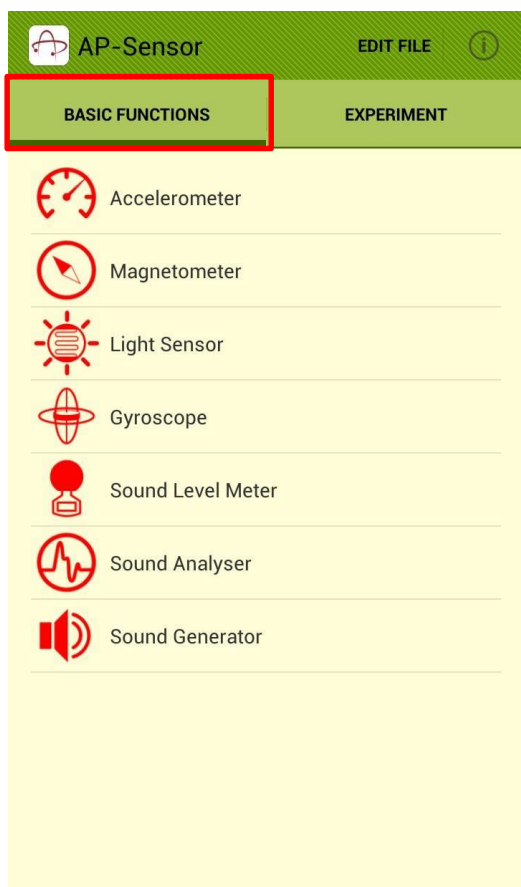 AP-Sensor EDIT FILE
BASIC FUNCTIONS EXPERIMENT
Accelerometer
Magnetometer
Light Sensor
Gyroscope
Sound Level Meter
Sound Analyser
Sound Generator